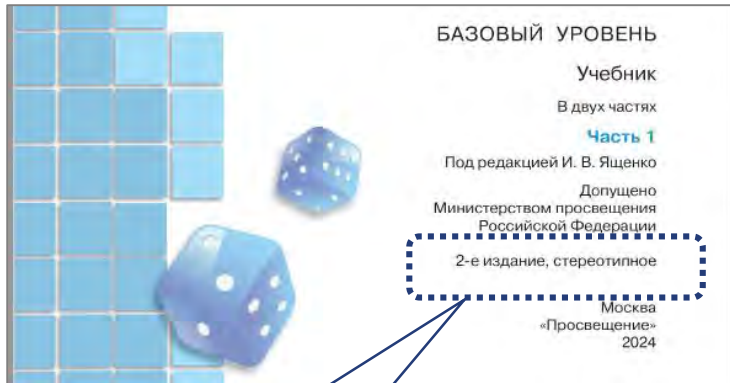 БАЗОВЫЙ УРОВЕНЬ
Учебник
В двух частях
Часть 1
Под редакцией И. В. Ященко
Допущено
Министерством просвещения
Российской Федерации
2-е издание, стереотипное
Москва
«Просвещение»
2024